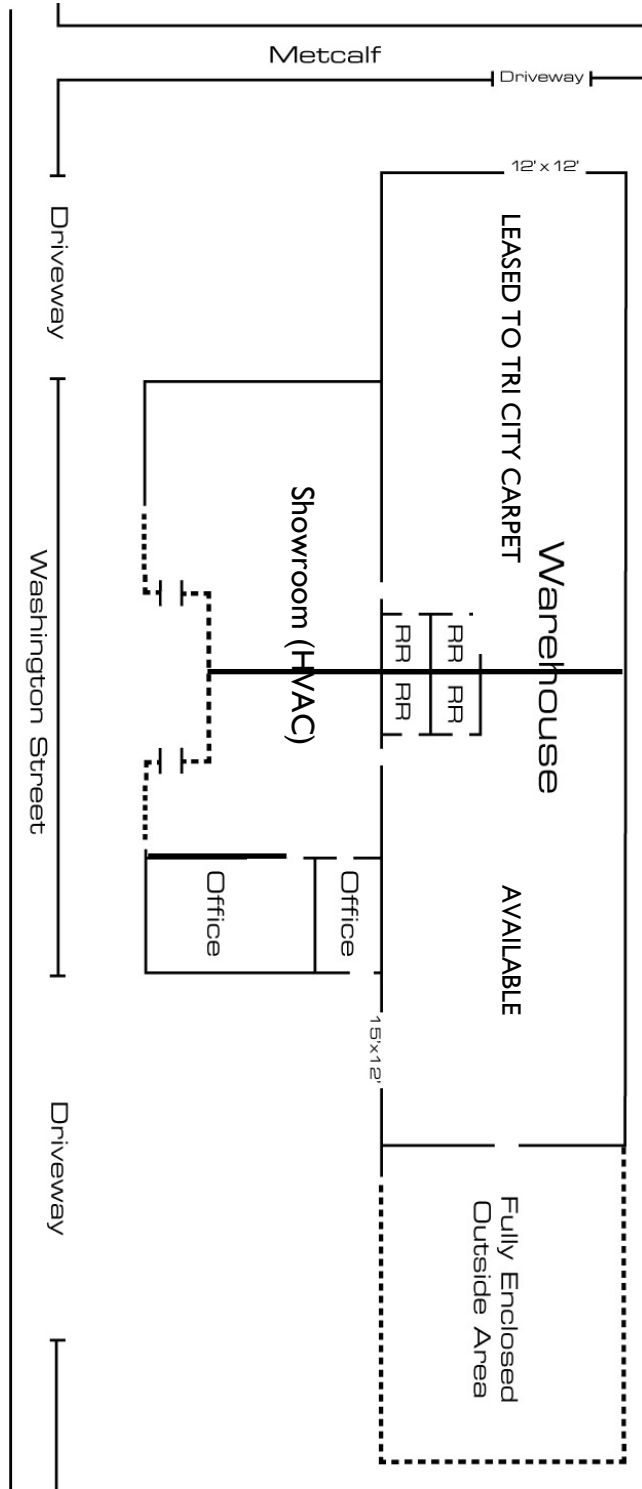 Metcalf
Driveway
12' x 12'
Driveway
LEASED TO TRI CITY CARPET
Warehouse
Showroom (HVAC)
RR
RR
RR
RR
Washington Street
Office
Office
AVAILABLE
15'x12'
Driveway
Fully Enclosed
Outside Area